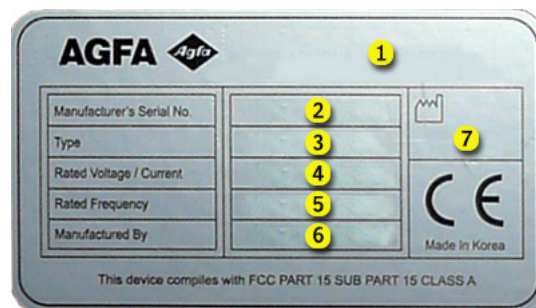 AGFA Agfa 1
Manufacturer's Serial No. 2
Type 3
Rated Voltage / Current 4
7
Rated Frequency 5
Manufactured By 6
CE
Made In Korea
This device compiles with FCC PART 15 SUB PART 15 CLASS A